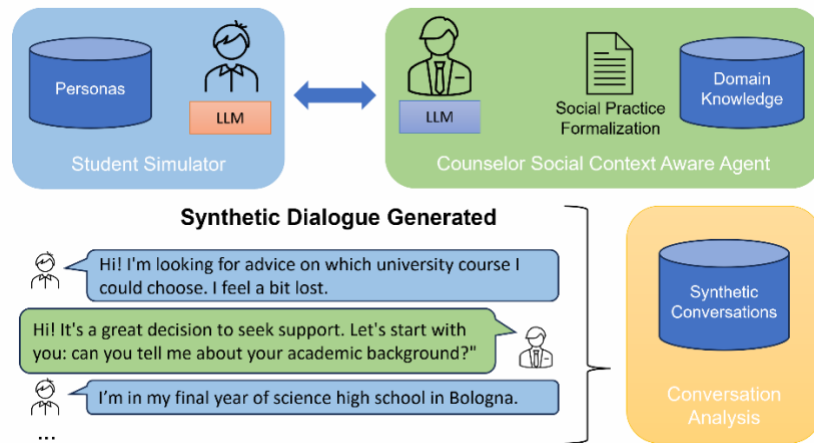 Personas
LLM
Student Simulator
LLM
Social Practice
Formalization
Domain
Knowledge
Counselor Social Context Aware Agent
Synthetic Dialogue Generated
Hi! I'm looking for advice on which university course I
could choose. I feel a bit lost.
Hi! It's a great decision to seek support. Let's start with
you: can you tell me about your academic background?"
I'm in my final year of science high school in Bologna.
...
Synthetic
Conversations
Conversation
Analysis